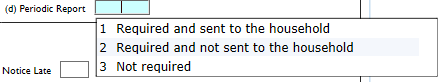 (d) Periodic Report
1 Required and sent to the household
2 Required and not sent to the household
3 Not required
Notice Late